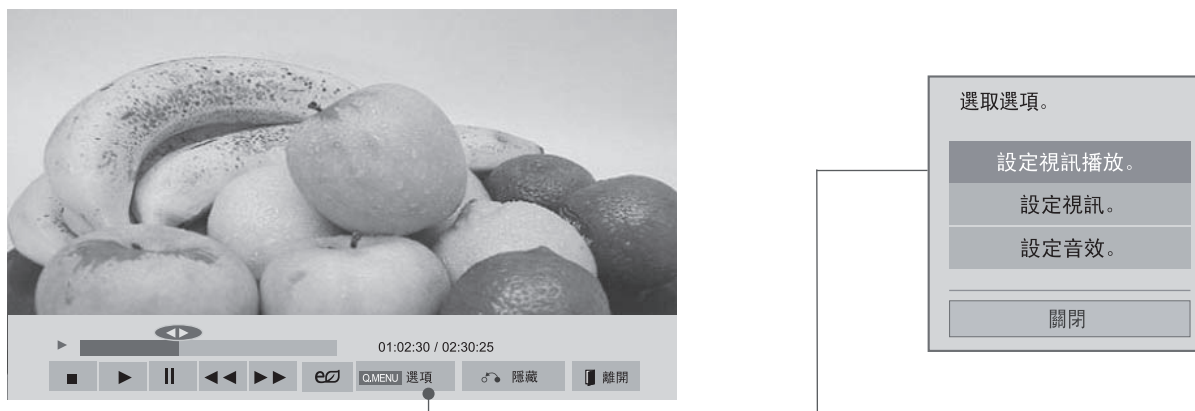 01:02:30 / 02:30:25
Q.MENU 選項 隱藏 離開
選取選項。
設定視訊播放。
設定視訊。
設定音效。
關閉